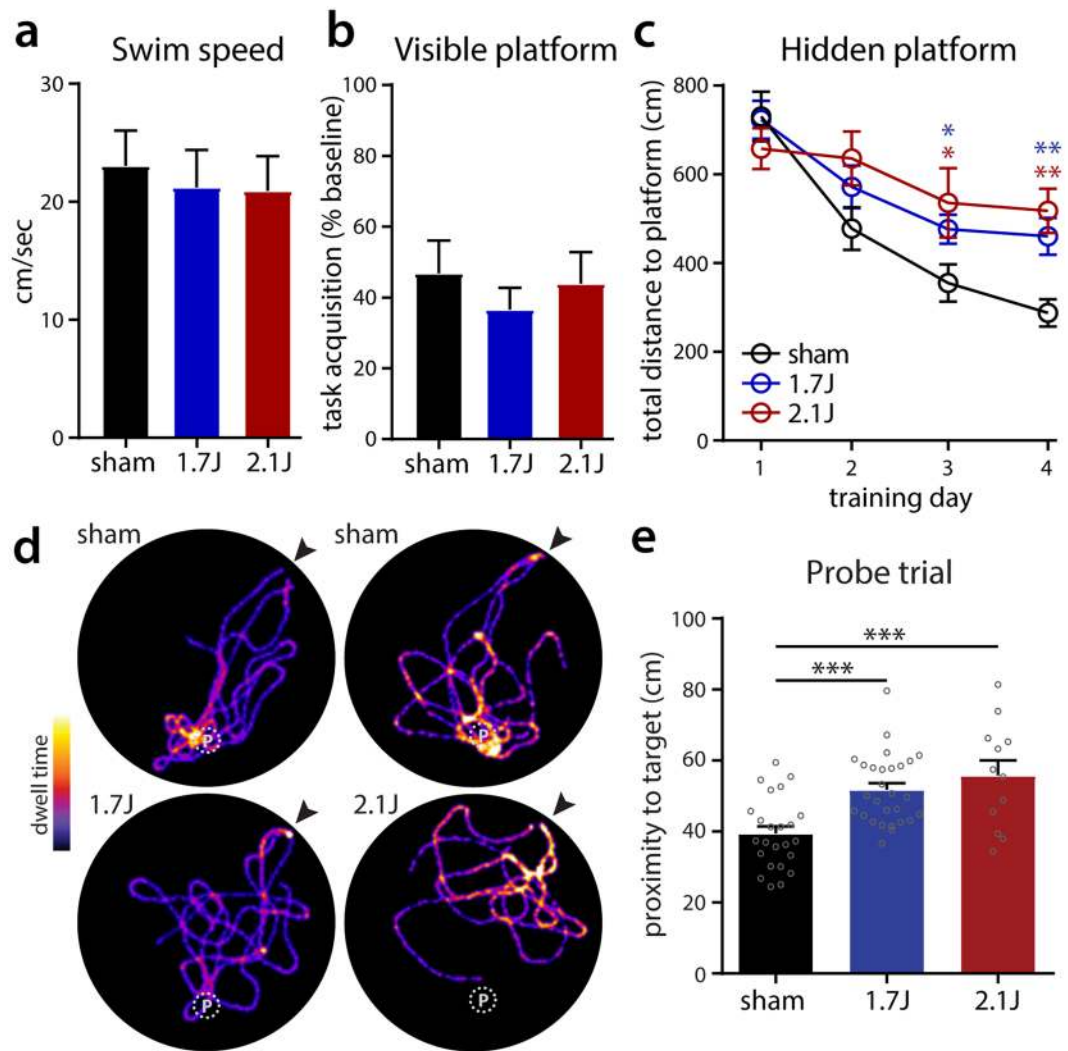 a
Swim speed
30
20
10
0
cm/sec
sham 1.7J 2.1J
b
Visible platform
100
80
60
40
20
0
task acquisition (% baseline)
sham 1.7J 2.1J
c
Hidden platform
800
600
400
200
0
total distance to platform (cm)
* **
* **
sham
1.7J
2.1J
1 2 3 4
training day
d
sham
P
sham
P
1.7J
P
2.1J
P
dwell time
e
Probe trial
100
80
60
40
20
0
proximity to target (cm)
***
***
sham 1.7J 2.1J